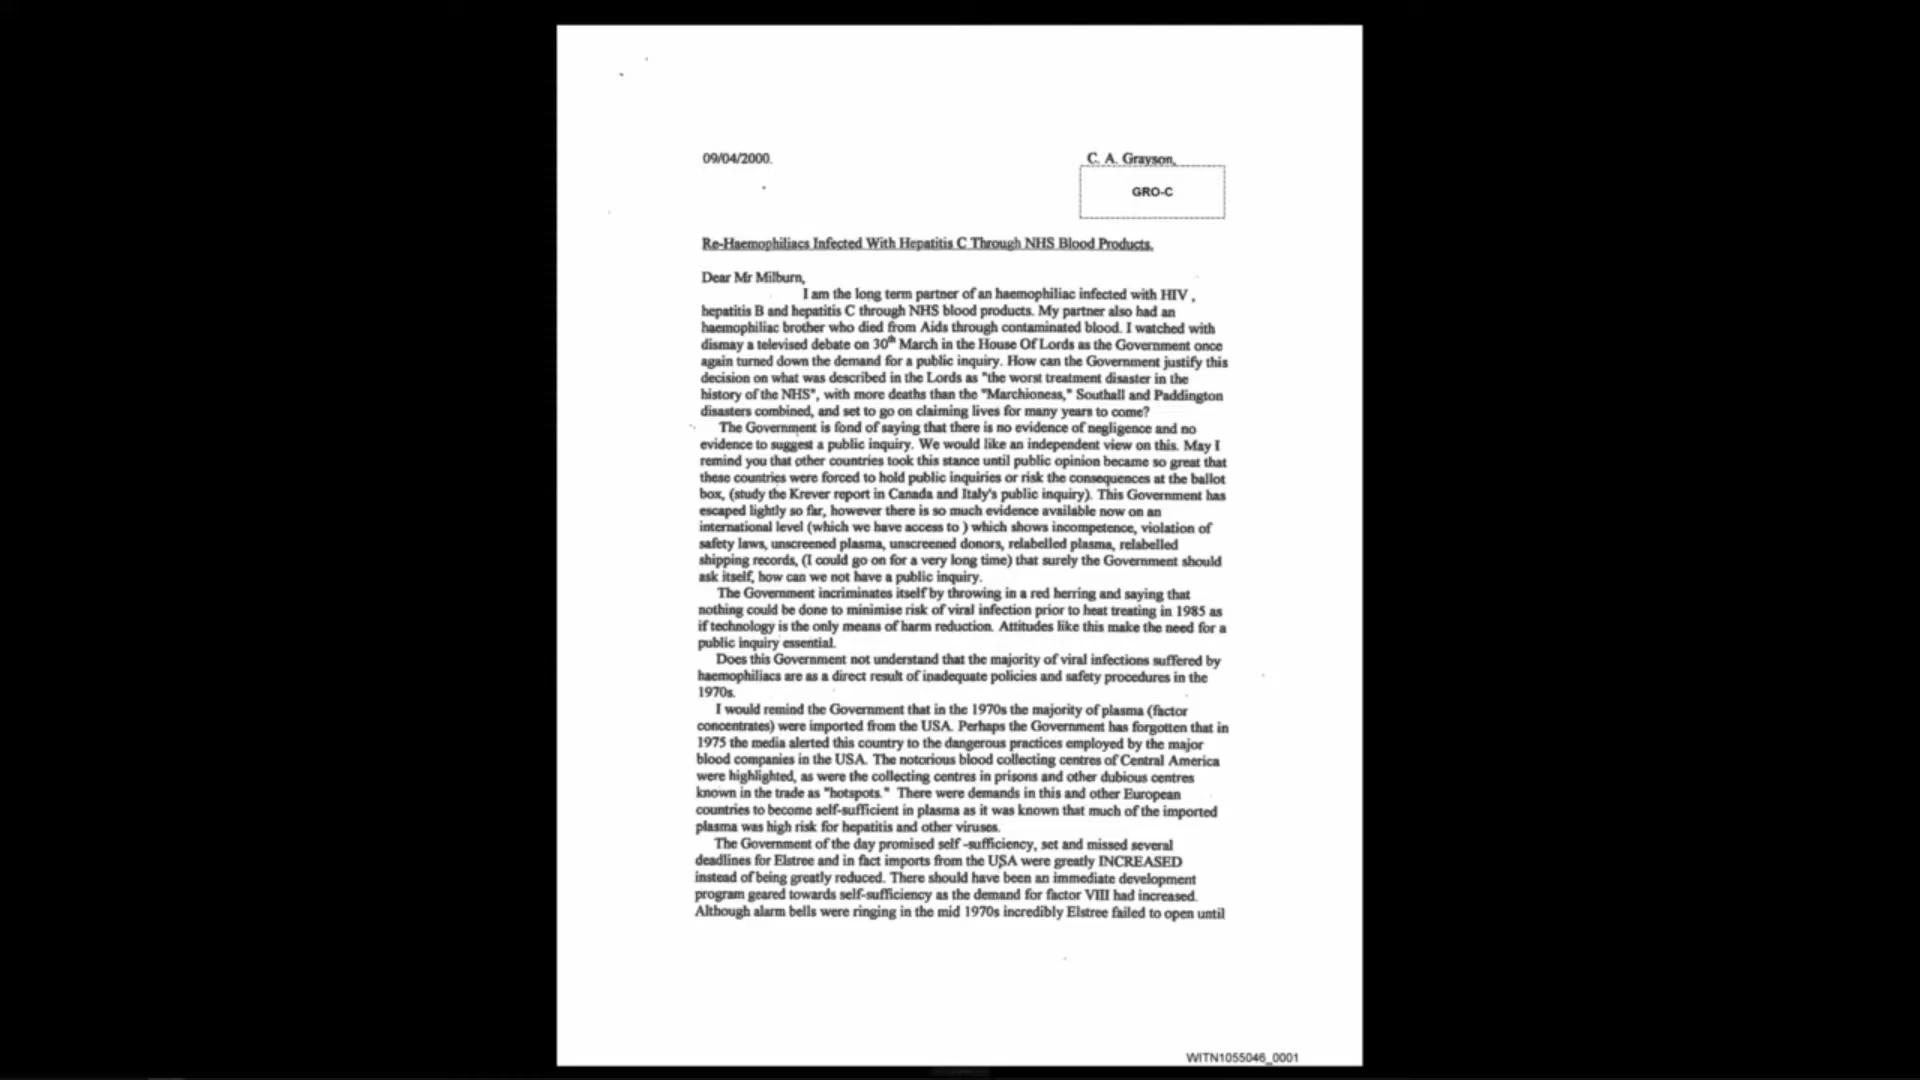 09/04/2000.
C. A. Grayson,
GRO-C
Re-Haemophiliacs Infected With Hepatitis C Through NHS Blood Products.
Dear Mr Milburn,
I am the long term partner of an haemophiliac infected with HIV ,
hepatitis B and hepatitis C through NHS blood products. My partner also had an
haemophiliac brother who died from Aids through contaminated blood. I watched with
dismay a televised debate on 30th March in the House Of Lords as the Government once
again turned down the demand for a public inquiry. How can the Government justify this
decision on what was described in the Lords as "the worst treatment disaster in the
history of the NHS", with more deaths than the "Marchioness," Southall and Paddington
disasters combined, and set to go on claiming lives for many years to come?
The Government is fond of saying that there is no evidence of negligence and no
evidence to suggest a public inquiry. We would like an independent view on this. May I
remind you that other countries took this stance until public opinion became so great that
these countries were forced to hold public inquiries or risk the consequences at the ballot
box, (study the Krever report in Canada and Italy's public inquiry). This Government has
escaped lightly so far, however there is so much evidence available now on an
international level (which we have access to ) which shows incompetence, violation of
safety laws, unscreened plasma, unscreened donors, relabelled plasma, relabelled
shipping records, (I could go on for a very long time) that surely the Government should
ask itself, how can we not have a public inquiry.
The Government incriminates itself by throwing in a red herring and saying that
nothing could be done to minimise risk of viral infection prior to heat treating in 1985 as
if technology is the only means of harm reduction. Attitudes like this make the need for a
public inquiry essential.
Does this Government not understand that the majority of viral infections suffered by
haemophiliacs are as a direct result of inadequate policies and safety procedures in the
1970s.
I would remind the Government that in the 1970s the majority of plasma (factor
concentrates) were imported from the USA. Perhaps the Government has forgotten that in
1975 the media alerted this country to the dangerous practices employed by the major
blood companies in the USA. The notorious blood collecting centres of Central America
were highlighted, as were the collecting centres in prisons and other dubious centres
known in the trade as "hotspots." There were demands in this and other European
countries to become self-sufficient in plasma as it was known that much of the imported
plasma was high risk for hepatitis and other viruses.
The Government of the day promised self -sufficiency, set and missed several
deadlines for Elstree and in fact imports from the USA were greatly INCREASED
instead of being greatly reduced. There should have been an immediate development
program geared towards self-sufficiency as the demand for factor VIII had increased.
Although alarm bells were ringing in the mid 1970s incredibly Elstree failed to open until
WITN1055046_0001